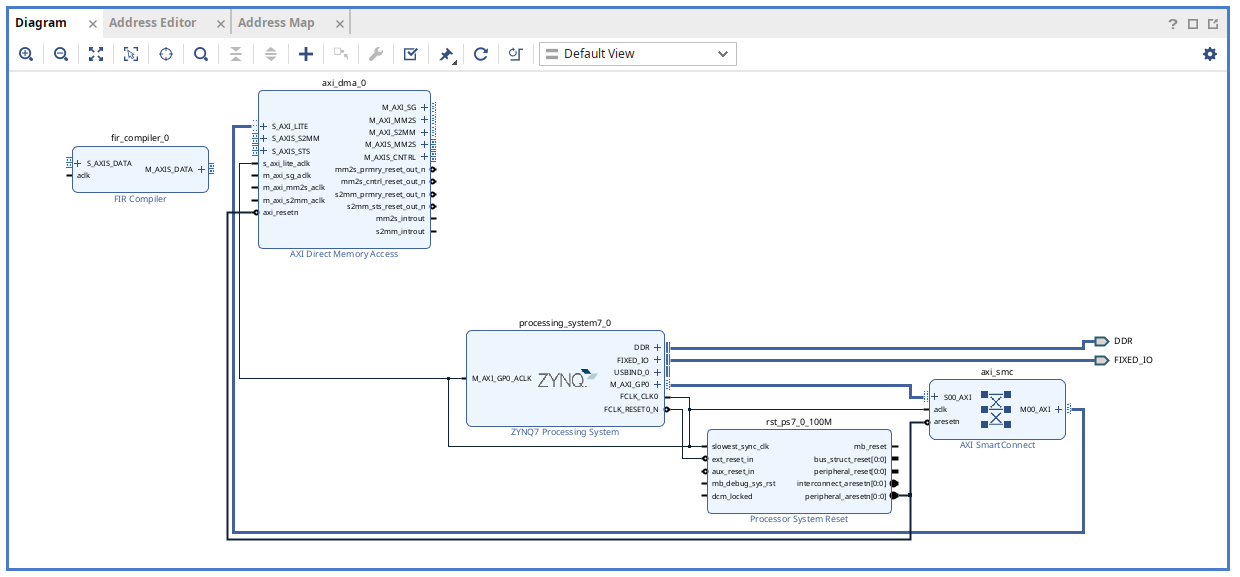 Diagram
Address Editor
Address Map
?
Default View
axi_dma_0
S_AXI_LITE
S_AXIS_S2MM
S_AXIS_STS
s_axi_lite_aclk
m_axi_sg_aclk
m_axi_mm2s_aclk
m_axi_s2mm_aclk
axi_resetn
M_AXI_SG
M_AXI_MM2S
M_AXI_S2MM
M_AXIS_MM2S
M_AXIS_CNTRL
mm2s_prmry_reset_out_n
mm2s_cntrl_reset_out_n
s2mm_prmry_reset_out_n
s2mm_sts_reset_out_n
mm2s_introut
s2mm_introut
AXI Direct Memory Access
fir_compiler_0
S_AXIS_DATA
aclk
M_AXIS_DATA
FIR Compiler
processing_system7_0
M_AXI_GP0_ACLK
ZYNQ
DDR
FIXED_IO
USBIND_0
M_AXI_GP0
FCLK_CLK0
FCLK_RESET0_N
ZYNQ7 Processing System
DDR
FIXED_IO
axi_smc
S00_AXI
aclk
aresetn
M00_AXI
AXI SmartConnect
rst_ps7_0_100M
slowest_sync_clk
ext_reset_in
aux_reset_in
mb_debug_sys_rst
dcm_locked
mb_reset
bus_struct_reset[0:0]
peripheral_reset[0:0]
interconnect_aresetn[0:0]
peripheral_aresetn[0:0]
Processor System Reset